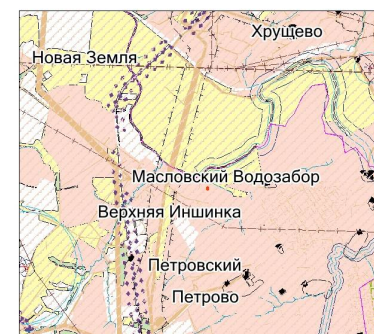 Хрущево
Новая Земля
Масловский Водозабор
Верхняя Иншинка
Петровский
Петрово